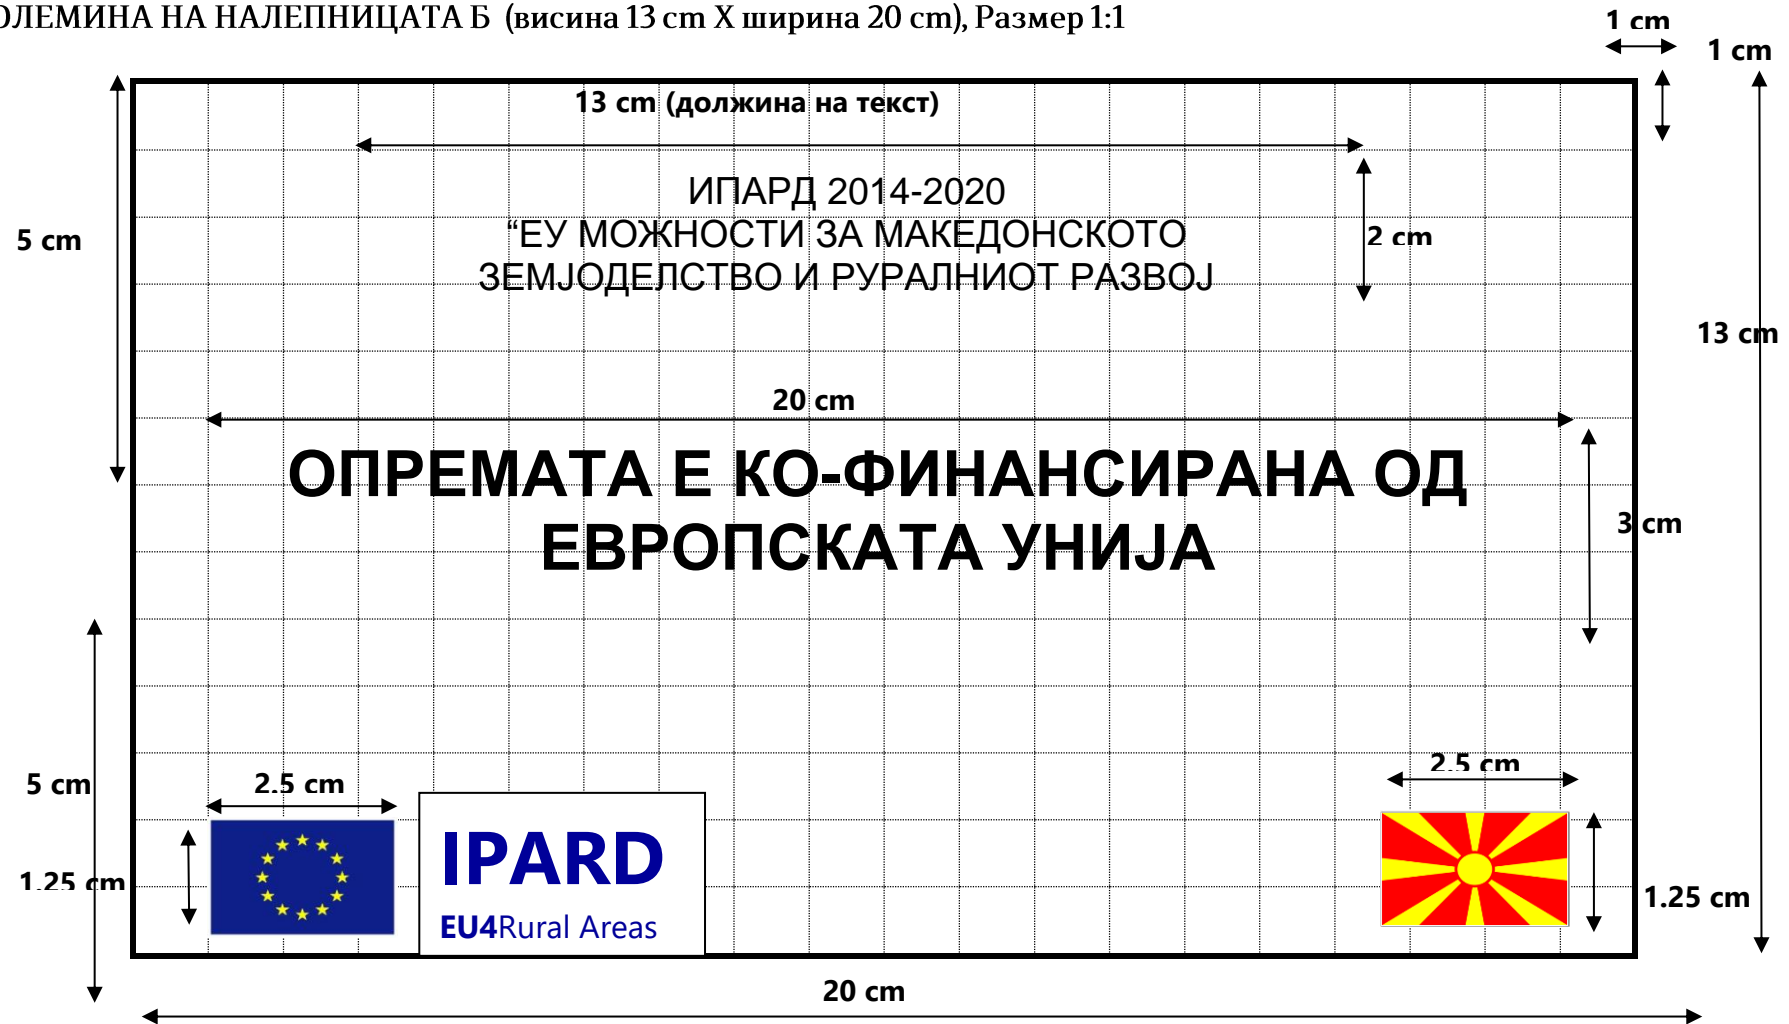 ОЛЕМИНА НА НАЛЕПНИЦАТА Б (висина 13 cm X ширина 20 cm), Размер 1:1
1 cm
1 cm
13 cm (должина на текст)
ИПАРД 2014-2020
“ЕУ МОЖНОСТИ ЗА МАКЕДОНСКОТО
ЗЕМЈОДЕЛСТВО И РУРАЛНИОТ РАЗВОЈ
5 cm
2 cm
13 cm
20 cm
ОПРЕМАТА Е КО-ФИНАНСИРАНА ОД
ЕВРОПСКАТА УНИЈА
3 cm
5 cm
2.5 cm
2.5 cm
IPARD
EU4Rural Areas
1.25 cm
1.25 cm
20 cm